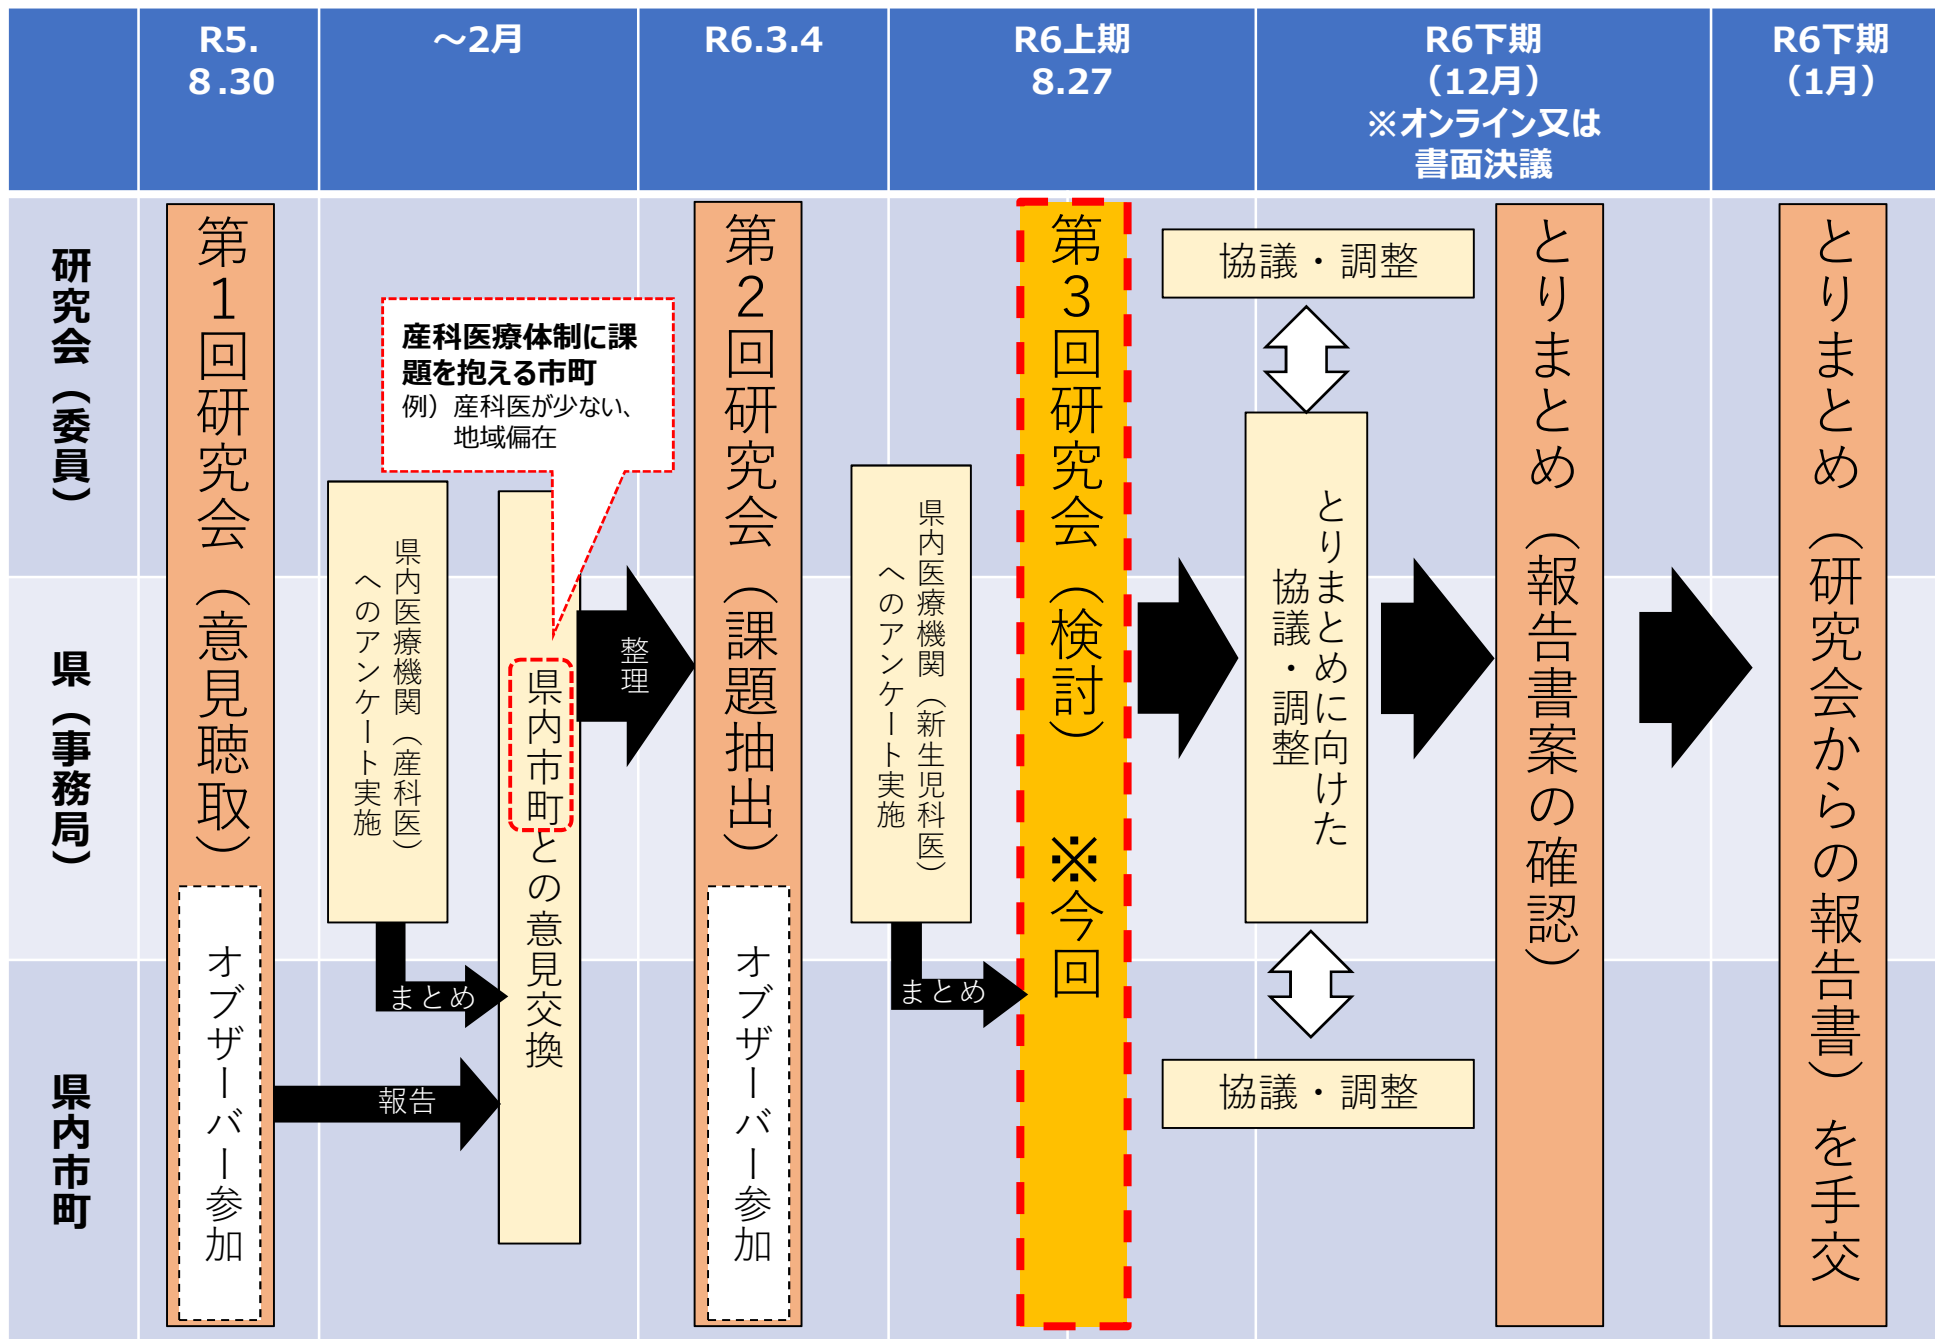 R5.
８.30
～2月
R6.3.4
R6上期
8.27
R6下期
（12月）
※オンライン又は
書面決議
R6下期
（1月）
研究会（委員）
県（事務局）
県内市町
第１回研究会（意見聴取）
オブザーバー参加
県内医療機関（産科医）
へのアンケート実施
まとめ
報告
産科医療体制に課
題を抱える市町
例）産科医が少ない、
地域偏在
県内市町との意見交換
整理
第２回研究会（課題抽出）
オブザーバー参加
県内医療機関（新生児科医）
へのアンケート実施
まとめ
第３回研究会（検討）　※今回
協議・調整
とりまとめに向けた
協議・調整
協議・調整
とりまとめ（報告書案の確認）
とりまとめ（研究会からの報告書）を手交